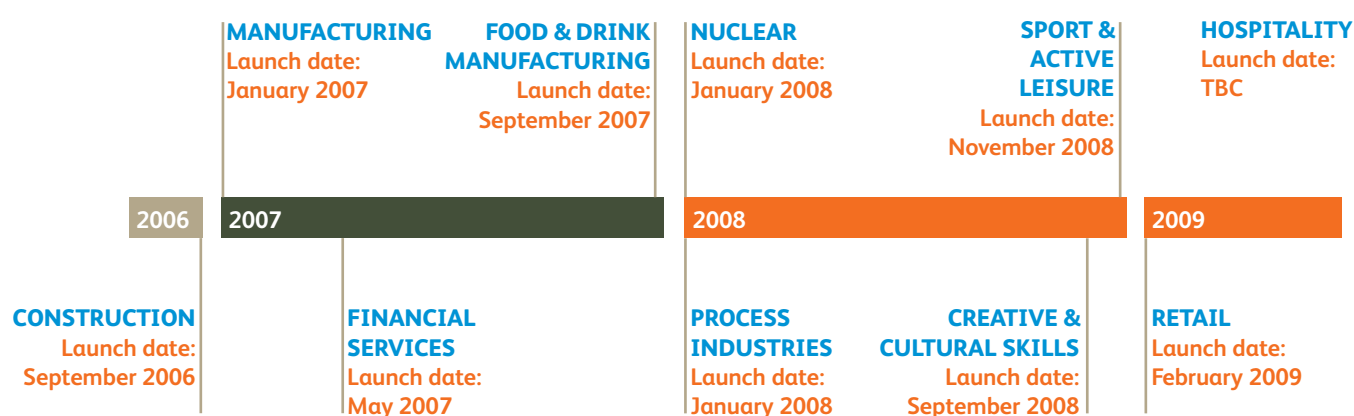 MANUFACTURING
Launch date:
January 2007
FOOD & DRINK
MANUFACTURING
Launch date:
September 2007
NUCLEAR
Launch date:
January 2008
SPORT &
ACTIVE
LEISURE
Launch date:
November 2008
HOSPITALITY
Launch date:
TBC
2006
2007
2008
2009
CONSTRUCTION
Launch date:
September 2006
FINANCIAL
SERVICES
Launch date:
May 2007
PROCESS
INDUSTRIES
Launch date:
January 2008
CREATIVE &
CULTURAL SKILLS
Launch date:
September 2008
RETAIL
Launch date:
February 2009